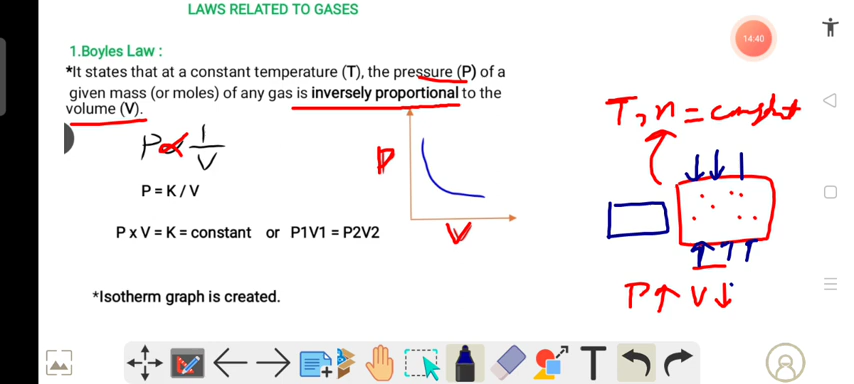 LAWS RELATED TO GASES
14:40
1.Boyles Law :
*It states that at a constant temperature (T), the pressure (P) of a
given mass (or moles) of any gas is inversely proportional to the
volume (V).
T, n = constant
P ∝ 1/V
P
P = K / V
V
P x V = K = constant or P1V1 = P2V2
P↑ V↓
*Isotherm graph is created.
T